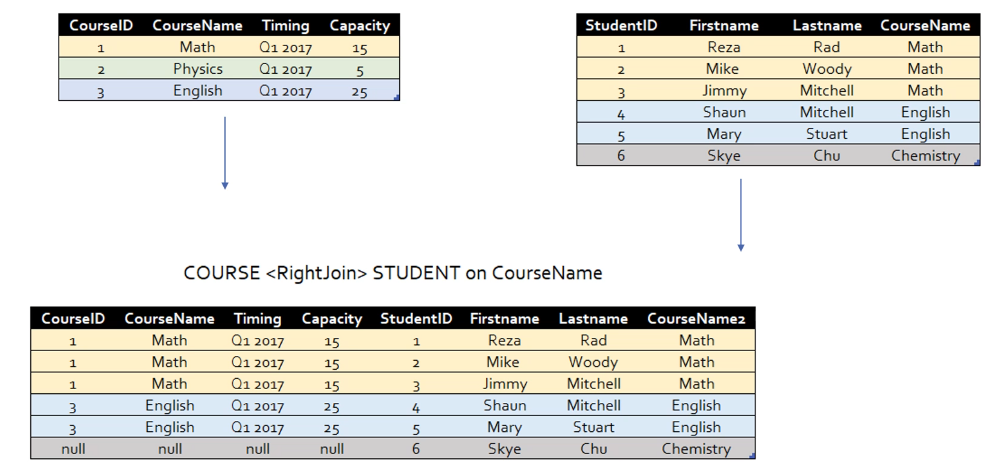 CourseID CourseName Timing Capacity
1 Math Q1 2017 15
2 Physics Q1 2017 5
3 English Q1 2017 25
StudentID Firstname Lastname CourseName
1 Reza Rad Math
2 Mike Woody Math
3 Jimmy Mitchell Math
4 Shaun Mitchell English
5 Mary Stuart English
6 Skye Chu Chemistry
COURSE <RightJoin> STUDENT on CourseName
CourseID CourseName Timing Capacity StudentID Firstname Lastname CourseName2
1 Math Q1 2017 15 1 Reza Rad Math
1 Math Q1 2017 15 2 Mike Woody Math
1 Math Q1 2017 15 3 Jimmy Mitchell Math
3 English Q1 2017 25 4 Shaun Mitchell English
3 English Q1 2017 25 5 Mary Stuart English
null null null null 6 Skye Chu Chemistry